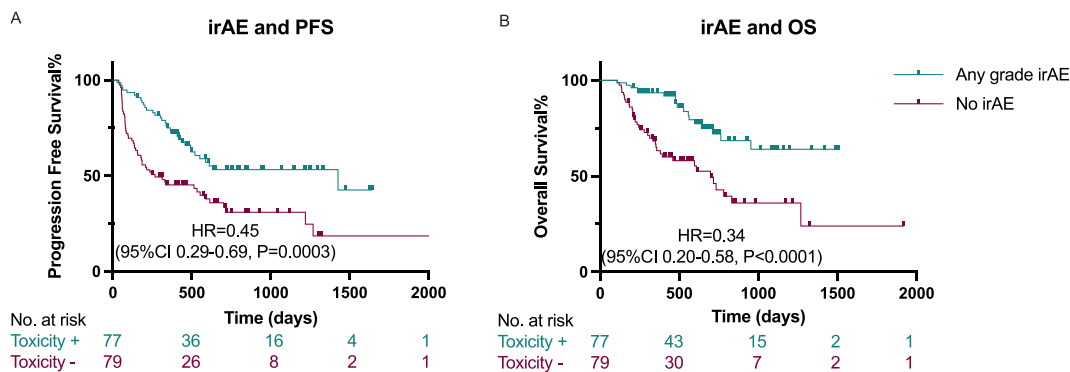 A
irAE and PFS
Progression Free Survival%
100
50
0
HR=0.45
(95%CI 0.29-0.69, P=0.0003)
0 500 1000 1500 2000
Time (days)
No. at risk
Toxicity + 77 36 16 4 1
Toxicity - 79 26 8 2 1
B
irAE and OS
Overall Survival%
100
50
0
HR=0.34
(95%CI 0.20-0.58, P<0.0001)
0 500 1000 1500 2000
Time (days)
No. at risk
Toxicity + 77 43 15 2 1
Toxicity - 79 30 7 2 1
Any grade irAE
No irAE